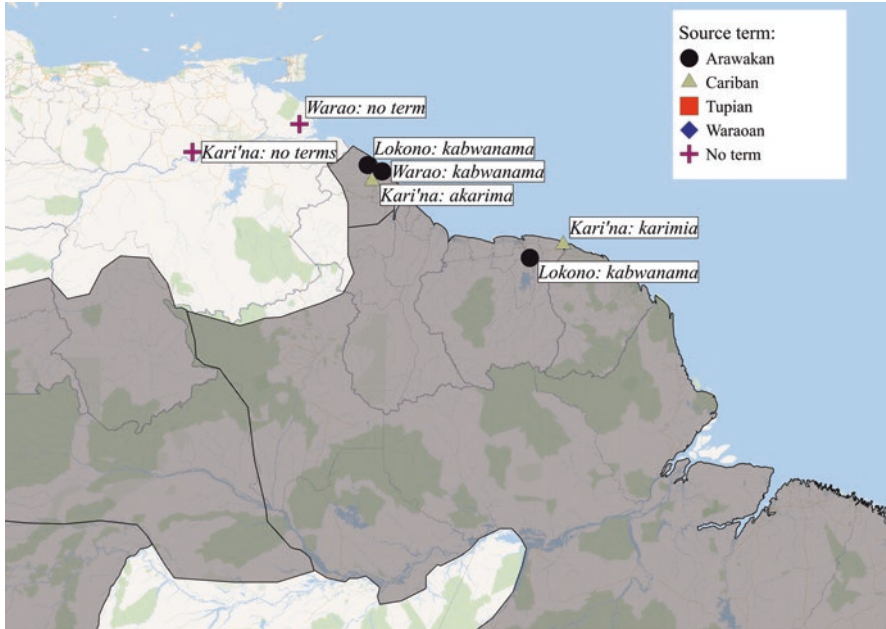 Source term:
Arawakan
Cariban
Tupian
Waraoan
No term
Warao: no term
Lokono: kabwanama
Kari'na: no terms
Warao: kabwanama
Kari'na: akarima
Kari'na: karimia
Lokono: kabwanama